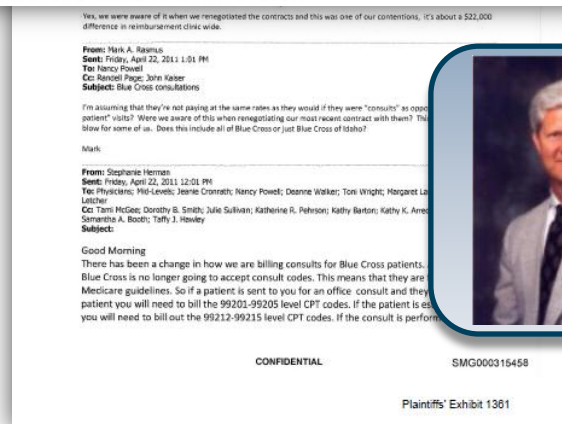 Yes, we were aware of it when we renegotiated the contracts and this was one of our contentions, it's about a $22,000
difference in reimbursement clinic wide.
From: Mark A. Rasmus
Sent: Friday, April 22, 2011 1:01 PM
To: Nancy Powell
Cc: Randell Page; John Kaiser
Subject: Blue Cross consultations
I'm assuming that they're not paying at the same rates as they would if they were "consults" as
patient" visits? Were we aware of this when renegotiating our most recent contract with them?
blow for some of us. Does this include all of Blue Cross or just Blue Cross of Idaho?
Mark
From: Stephanie Herman
Sent: Friday, April 22, 2011 12:01 PM
To: Physicians; Mid-Levels; Jeanie Cronrath; Nancy Powell; Deanne Walker; Toni Wright; Margaret
Letcher
Cc: Tami McGee; Dorothy B. Smith; Julie Sullivan; Katherine R. Pehrson; Kathy Barton; Kathy K.
Samantha A. Booth; Taffy J. Hawley
Subject:
Good Morning
There has been a change in how we are billing consults for Blue Cross patients.
Blue Cross is no longer going to accept consult codes. This means that they are
Medicare guidelines. So if a patient is sent to you for an office consult and they
patient you will need to bill the 99201-99205 level CPT codes. If the patient is
you will need to bill out the 99212-99215 level CPT codes. If the consult is
CONFIDENTIAL
SMG000315458
Plaintiffs' Exhibit 1361